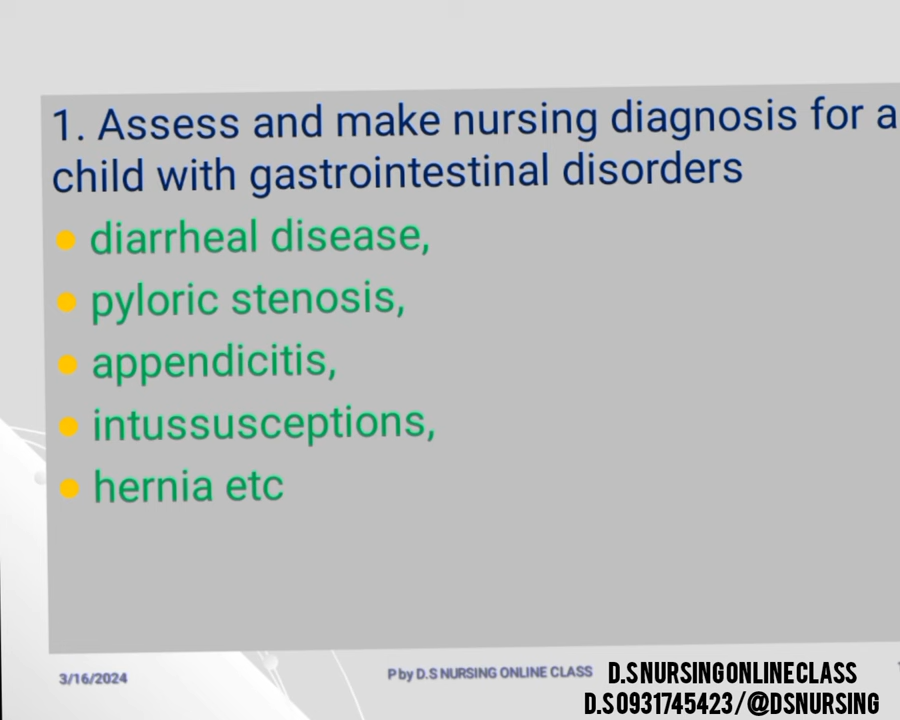 1. Assess and make nursing diagnosis for a
child with gastrointestinal disorders
diarrheal disease,
pyloric stenosis,
appendicitis,
intussusceptions,
hernia etc
3/16/2024
P by D.S NURSING ONLINE CLASS
D.S NURSING ONLINE CLASS
D.S 0931745423 / @DSNURSING